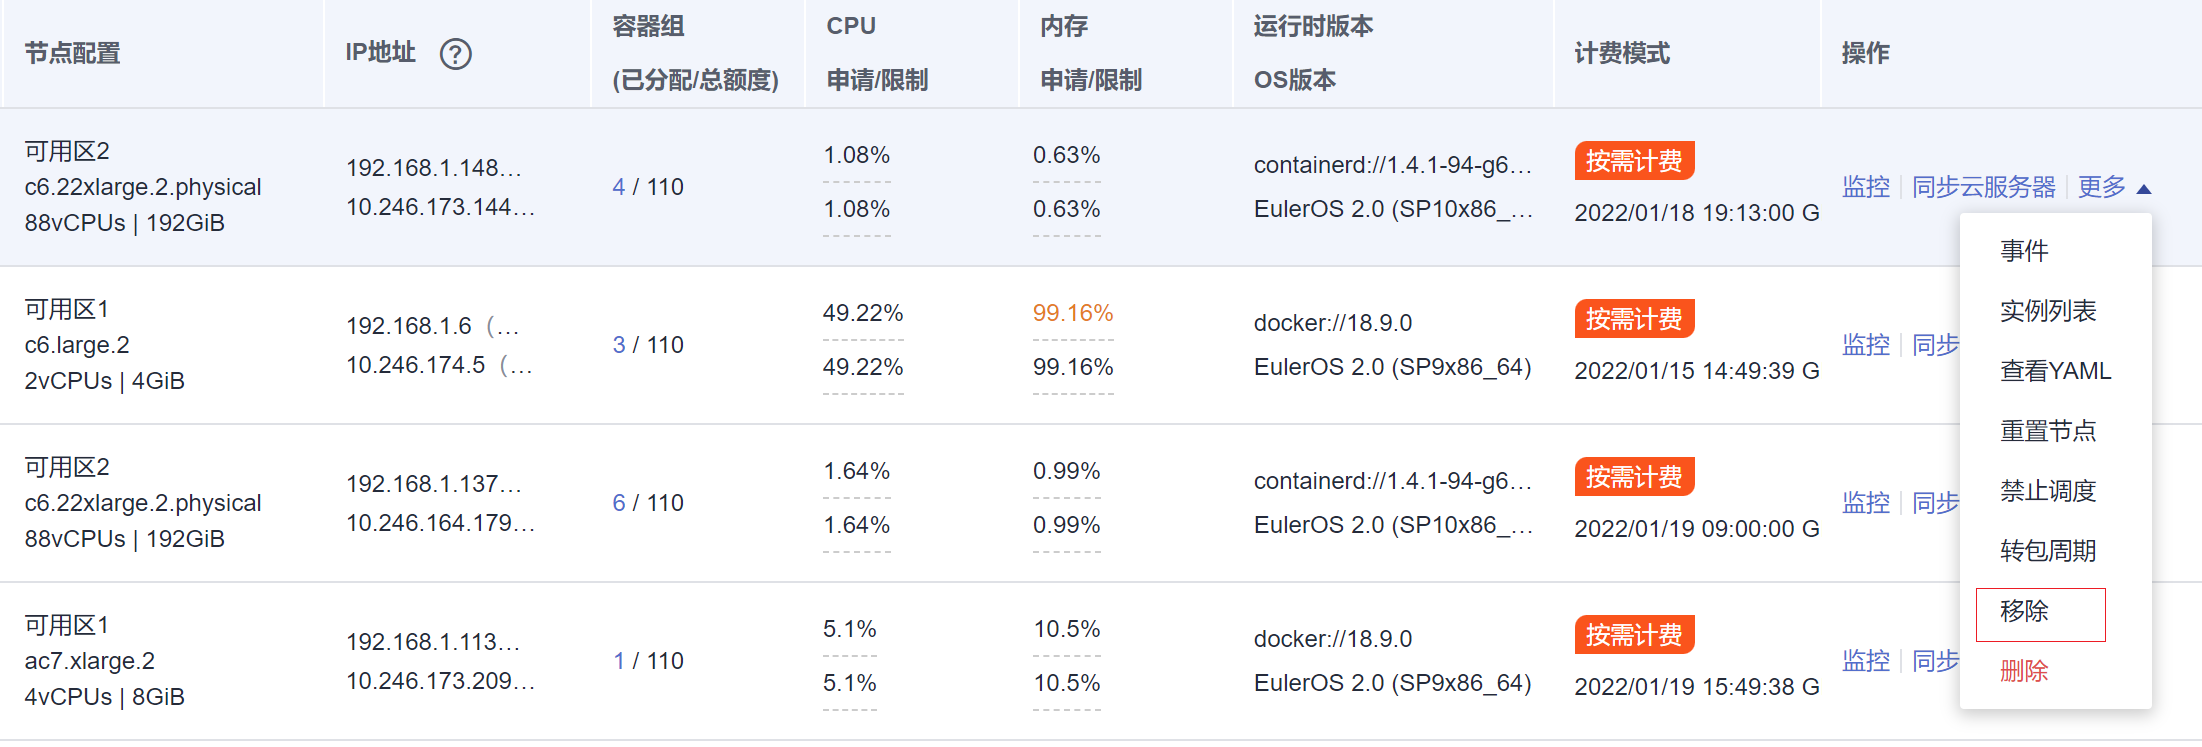 节点配置
IP地址 ?
容器组
(已分配/总额度)
CPU
申请/限制
内存
申请/限制
运行时版本
OS版本
计费模式
操作
可用区2
c6.22xlarge.2.physical
88vCPUs | 192GiB
192.168.1.148...
10.246.173.144...
4 / 110
1.08%
1.08%
0.63%
0.63%
containerd://1.4.1-94-g6...
EulerOS 2.0 (SP10x86_...
按需计费
2022/01/18 19:13:00 G
监控 同步云服务器 更多
可用区1
c6.large.2
2vCPUs | 4GiB
192.168.1.6 (...
10.246.174.5 (...
3 / 110
49.22%
49.22%
99.16%
99.16%
docker://18.9.0
EulerOS 2.0 (SP9x86_64)
按需计费
2022/01/15 14:49:39 G
监控 同步
可用区2
c6.22xlarge.2.physical
88vCPUs | 192GiB
192.168.1.137...
10.246.164.179...
6 / 110
1.64%
1.64%
0.99%
0.99%
containerd://1.4.1-94-g6...
EulerOS 2.0 (SP10x86_...
按需计费
2022/01/19 09:00:00 G
监控 同步
可用区1
ac7.xlarge.2
4vCPUs | 8GiB
192.168.1.113...
10.246.173.209...
1 / 110
5.1%
5.1%
10.5%
10.5%
docker://18.9.0
EulerOS 2.0 (SP9x86_64)
按需计费
2022/01/19 15:49:38 G
监控 同步
事件
实例列表
查看YAML
重置节点
禁止调度
转包周期
移除
删除